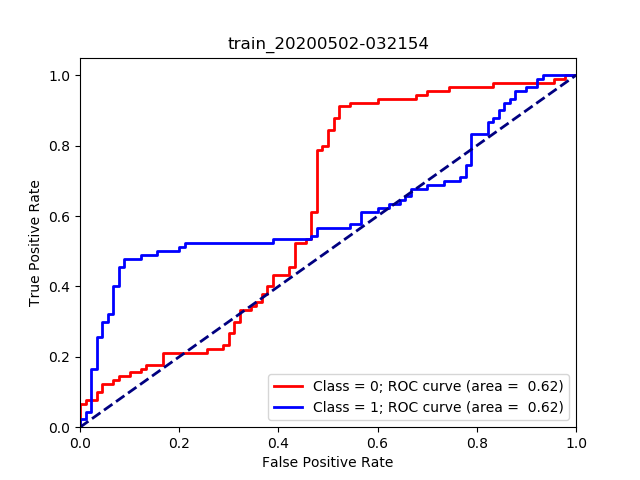 train_20200502-032154
1.0
0.8
0.6
0.4
0.2
0.0
True Positive Rate
Class = 0; ROC curve (area =  0.62)
Class = 1; ROC curve (area =  0.62)
0.0 0.2 0.4 0.6 0.8 1.0
False Positive Rate